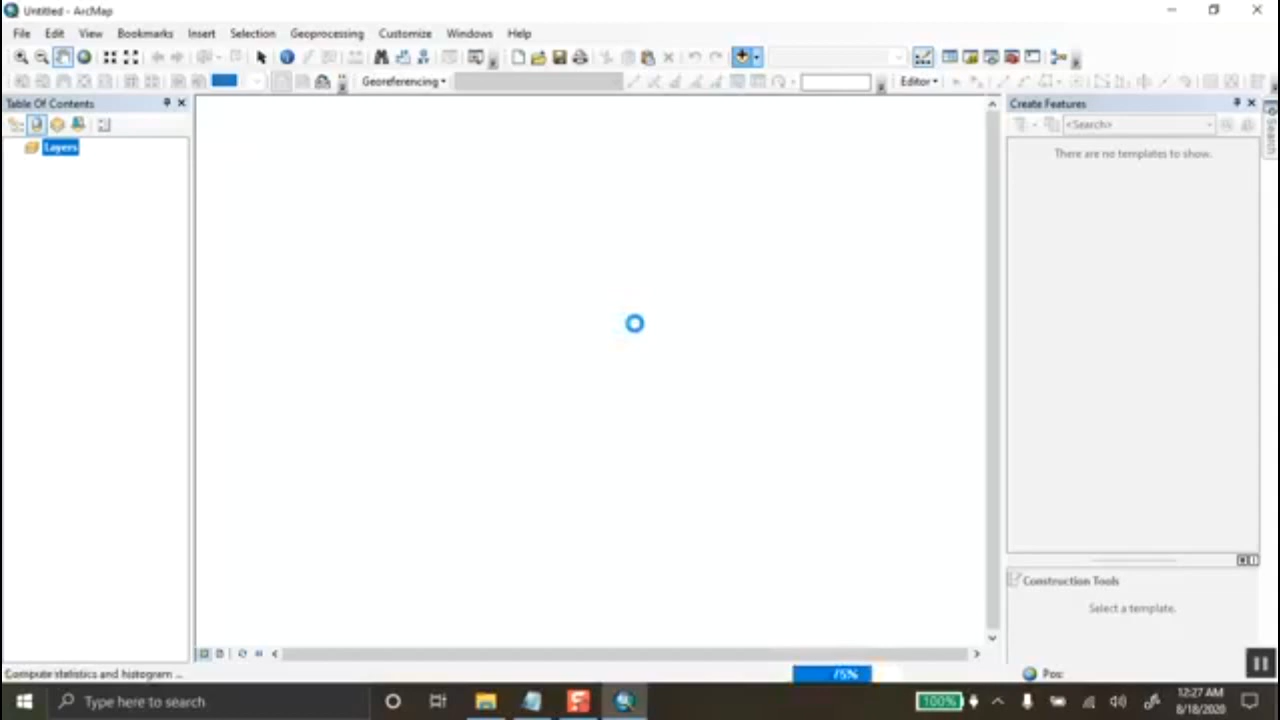 Untitled - ArcMap
File Edit View Bookmarks Insert Selection Geoprocessing Customize Windows Help
Georeferencing
Editor
Table Of Contents
Create Features
<Search>
Search
Layers
There are no templates to show.
Construction Tools
Select a template.
Compute statistics and histogram ...
75%
Pos:
Type here to search
100%
12:27 AM
8/18/2020